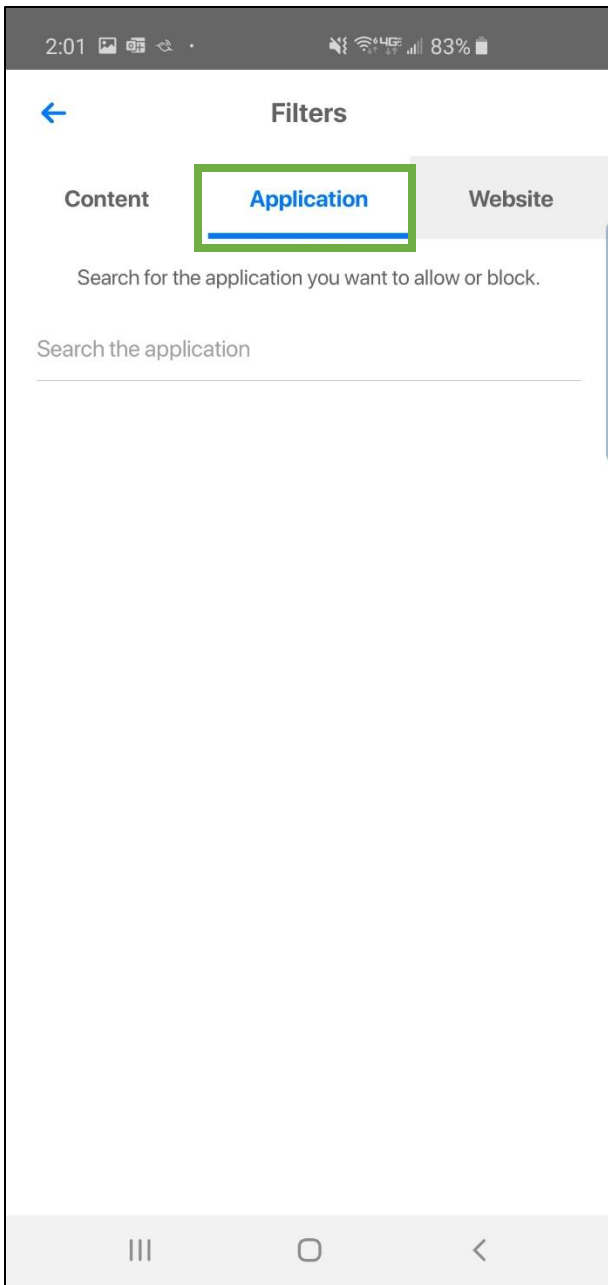 2:01 83%
Filters
Content Application Website
Search for the application you want to allow or block.
Search the application